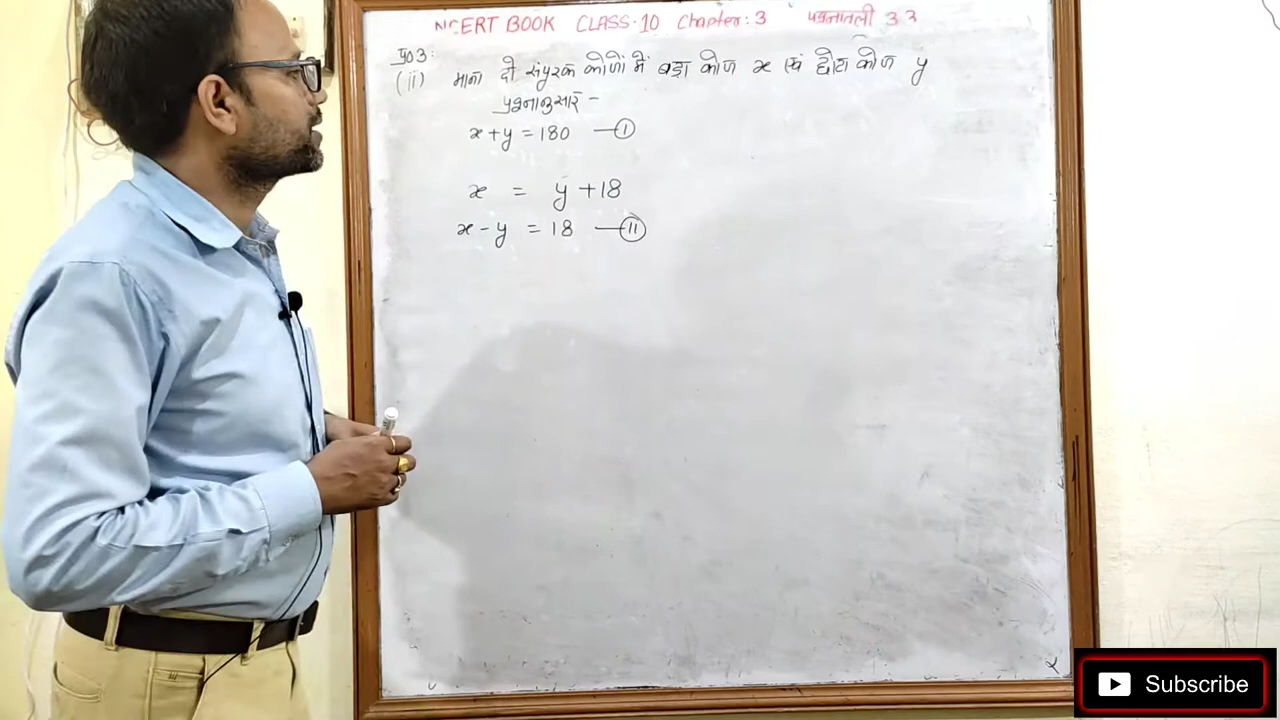 NCERT BOOK CLASS-10 Chapter:3 प्रश्नावली 3.3
प्र03:
(ii) माना दो संपूरक कोणों में बड़ा कोण x एवं छोटा कोण y
प्रश्नानुसार -
x + y = 180 —(I)
x = y + 18
x - y = 18 —(II)
Subscribe